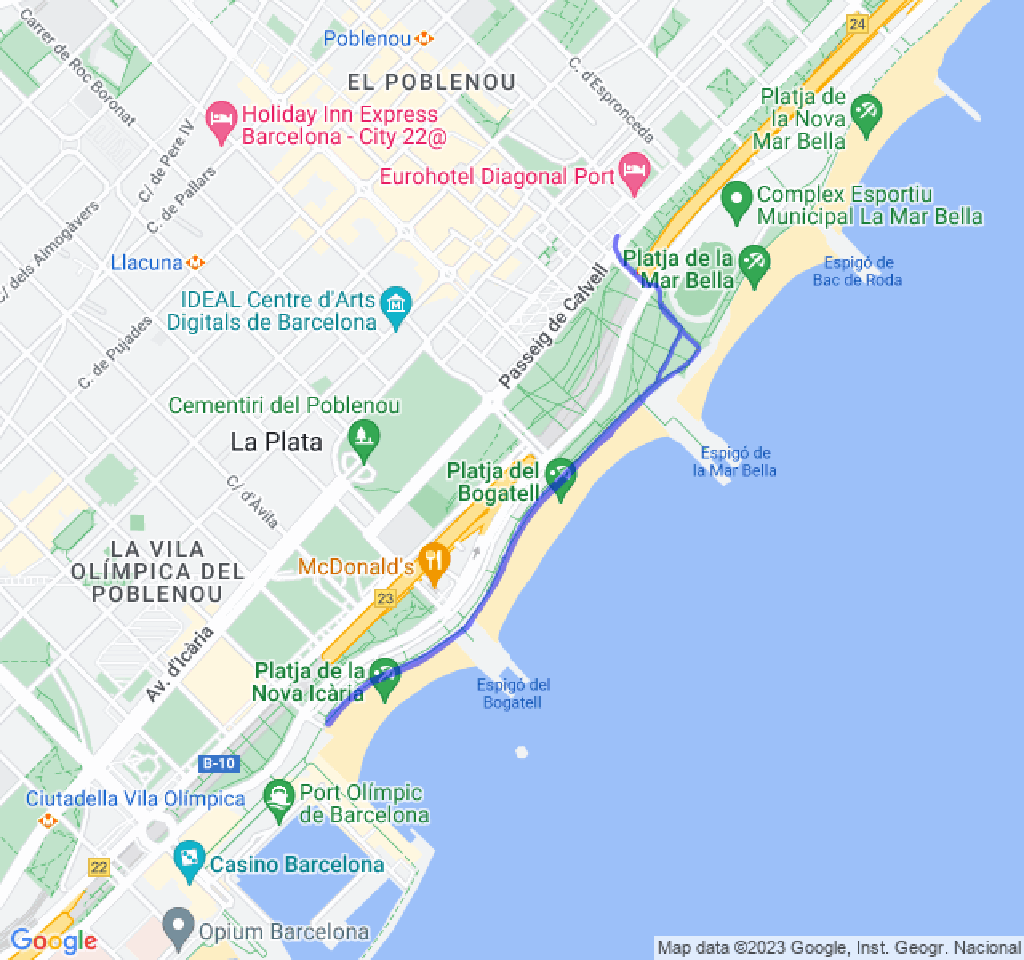 24
Poblenou
EL POBLENOU
Carrer de Roc Boronat
C. d'Espronceda
Platja de
la Nova
Mar Bella
Holiday Inn Express
Barcelona - City 22@
C/ de Pere IV
Eurohotel Diagonal Port
C. de Pallars
Complex Esportiu
Municipal La Mar Bella
C/ dels Almogàvers
Llacuna
Platja de la
Mar Bella
Espigó de
Bac de Roda
IDEAL Centre d'Arts
Digitals de Barcelona
Passeig de Calvell
C. de Pujades
Cementiri del Poblenou
La Plata
Espigó de
la Mar Bella
Platja del
Bogatell
C/ d'Àvila
LA VILA
OLÍMPICA DEL
POBLENOU
McDonald's
23
Av. d'Icària
Platja de la
Nova Icària
Espigó del
Bogatell
B-10
Ciutadella Vila Olímpica
Port Olímpic
de Barcelona
22
Casino Barcelona
Opium Barcelona
Google
Map data ©2023 Google, Inst. Geogr. Nacional